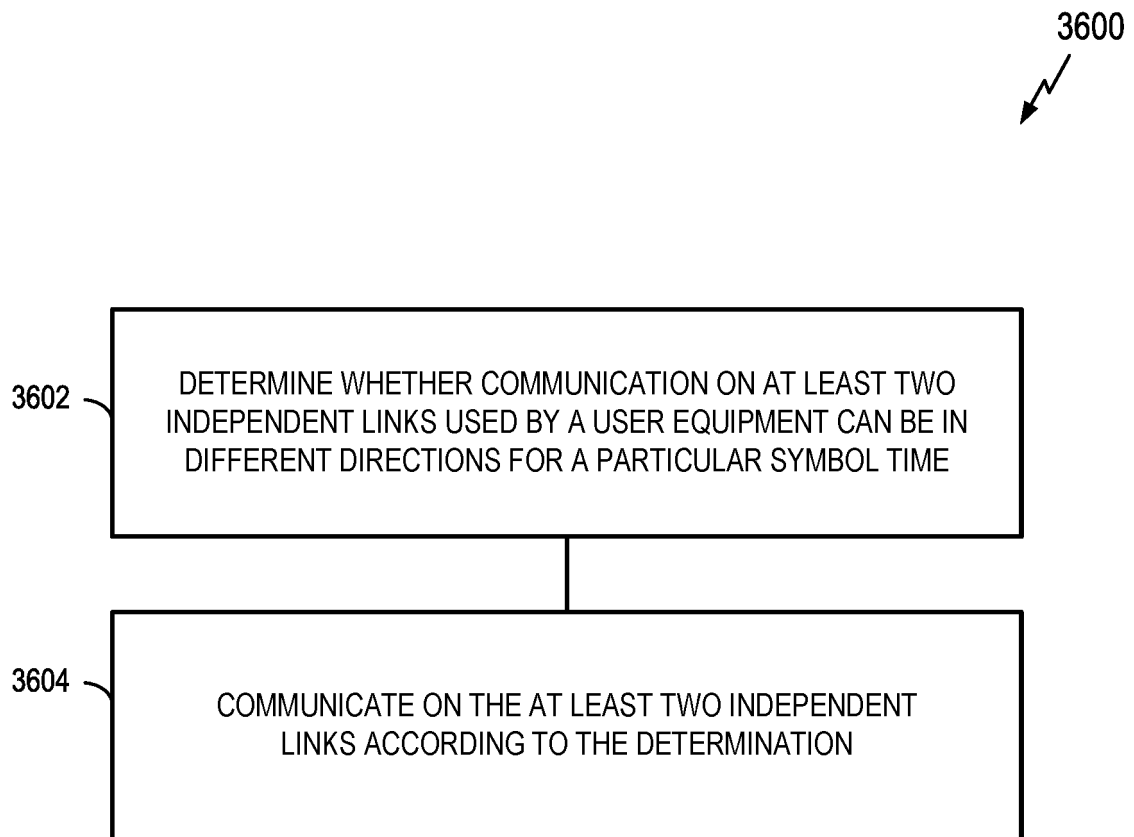 3600
3602
DETERMINE WHETHER COMMUNICATION ON AT LEAST TWO
INDEPENDENT LINKS USED BY A USER EQUIPMENT CAN BE IN
DIFFERENT DIRECTIONS FOR A PARTICULAR SYMBOL TIME
3604
COMMUNICATE ON THE AT LEAST TWO INDEPENDENT
LINKS ACCORDING TO THE DETERMINATION